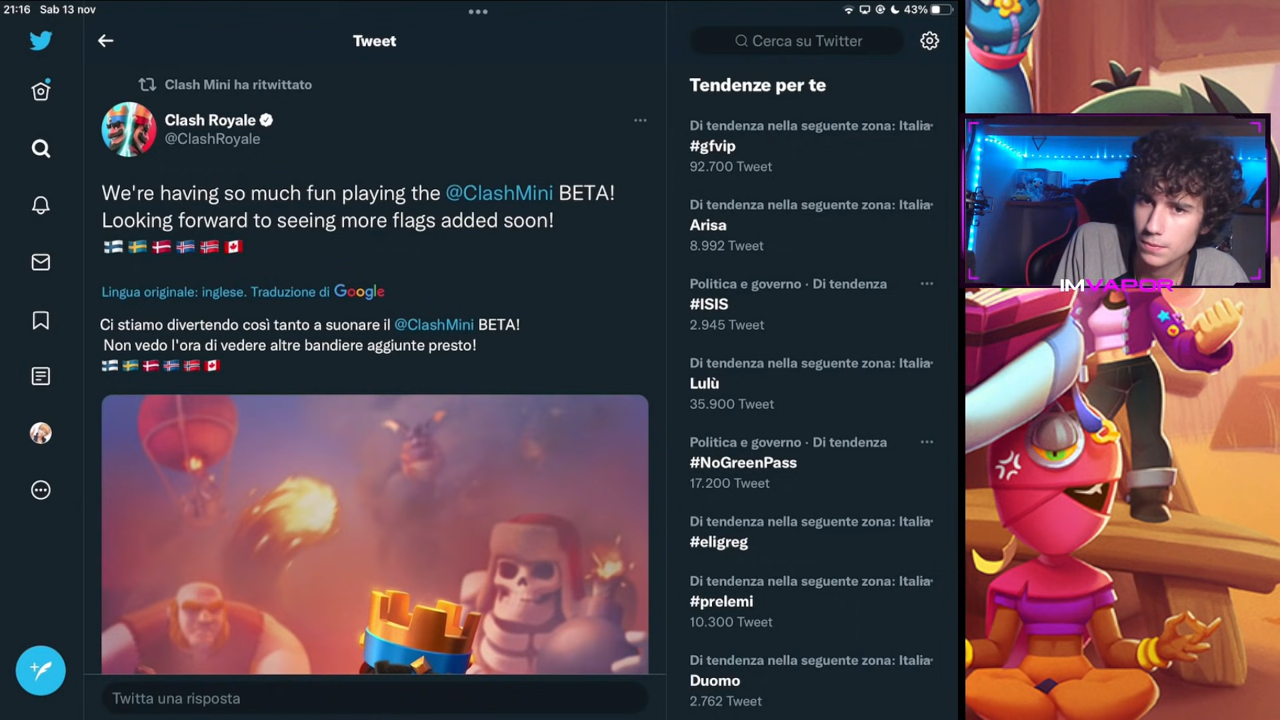 21:16 Sab 13 nov
43%
Tweet
Cerca su Twitter
Clash Mini ha ritwittato
Clash Royale
@ClashRoyale
We're having so much fun playing the @ClashMini BETA!
Looking forward to seeing more flags added soon!
Lingua originale: inglese. Traduzione di Google
Ci stiamo divertendo così tanto a suonare il @ClashMini BETA!
Non vedo l'ora di vedere altre bandiere aggiunte presto!
Twitta una risposta
Tendenze per te
Di tendenza nella seguente zona: Italia
#gfvip
92.700 Tweet
Di tendenza nella seguente zona: Italia
Arisa
8.992 Tweet
Politica e governo · Di tendenza
#ISIS
2.945 Tweet
Di tendenza nella seguente zona: Italia
Lulù
35.900 Tweet
Politica e governo · Di tendenza
#NoGreenPass
17.200 Tweet
Di tendenza nella seguente zona: Italia
#eligreg
Di tendenza nella seguente zona: Italia
#prelemi
10.300 Tweet
Di tendenza nella seguente zona: Italia
Duomo
2.762 Tweet
IMVAPOR